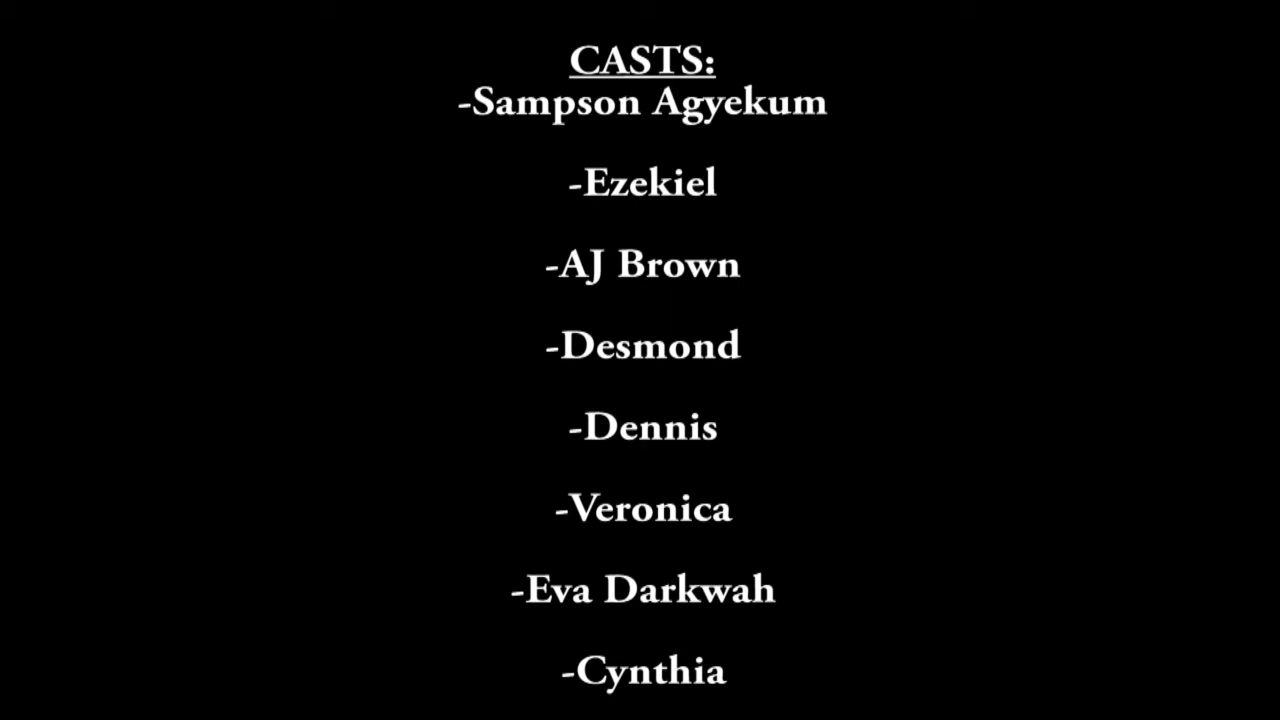 CASTS:
-Sampson Agyekum
-Ezekiel
-AJ Brown
-Desmond
-Dennis
-Veronica
-Eva Darkwah
-Cynthia